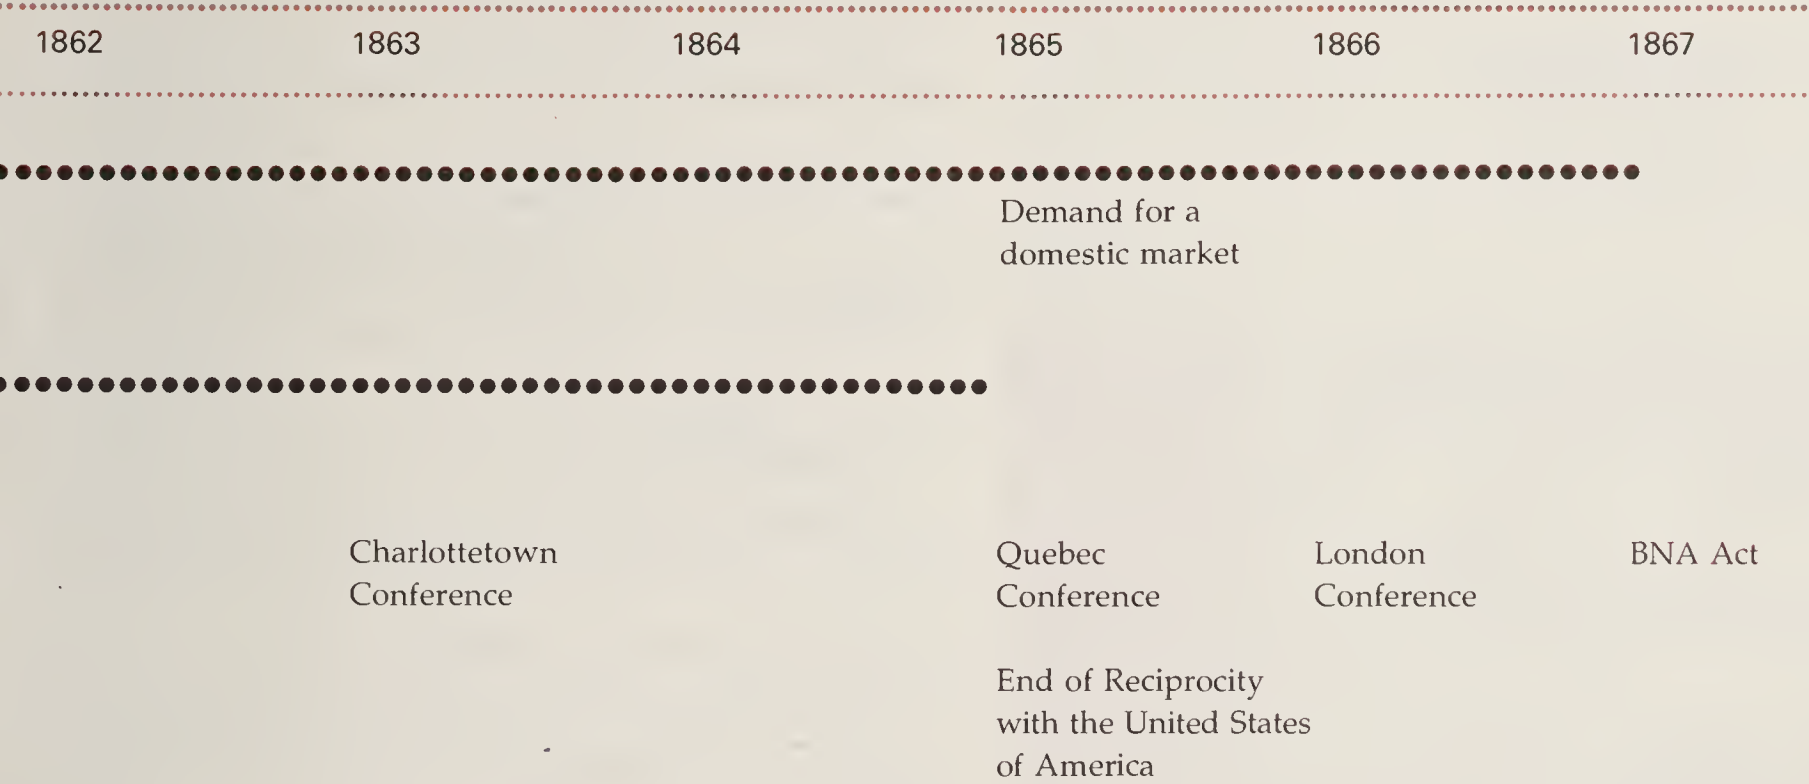 1862 1863 1864 1865 1866 1867
Demand for a
domestic market
Charlottetown
Conference
Quebec
Conference
London
Conference
BNA Act
End of Reciprocity
with the United States
of America